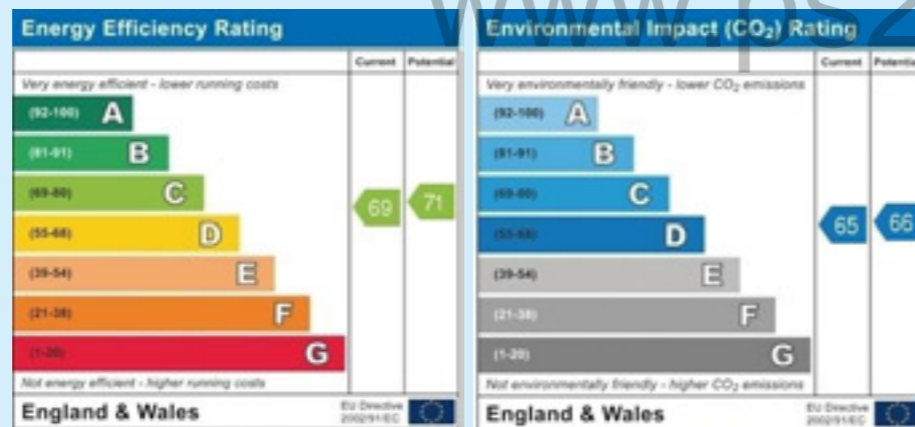 www.ps2
Energy Efficiency Rating
Current Potential
Very energy efficient - lower running costs
(92-100) A
(81-91) B
(69-80) C
(55-68) D
(39-54) E
(21-38) F
(1-20) G
69 71
Not energy efficient - higher running costs
England & Wales
EU Directive
2002/91/EC
Environmental Impact (CO₂) Rating
Current Potential
Very environmentally friendly - lower CO₂ emissions
(92-100) A
(81-91) B
(69-80) C
(55-68) D
(39-54) E
(21-38) F
(1-20) G
65 66
Not environmentally friendly - higher CO₂ emissions
England & Wales
EU Directive
2002/91/EC